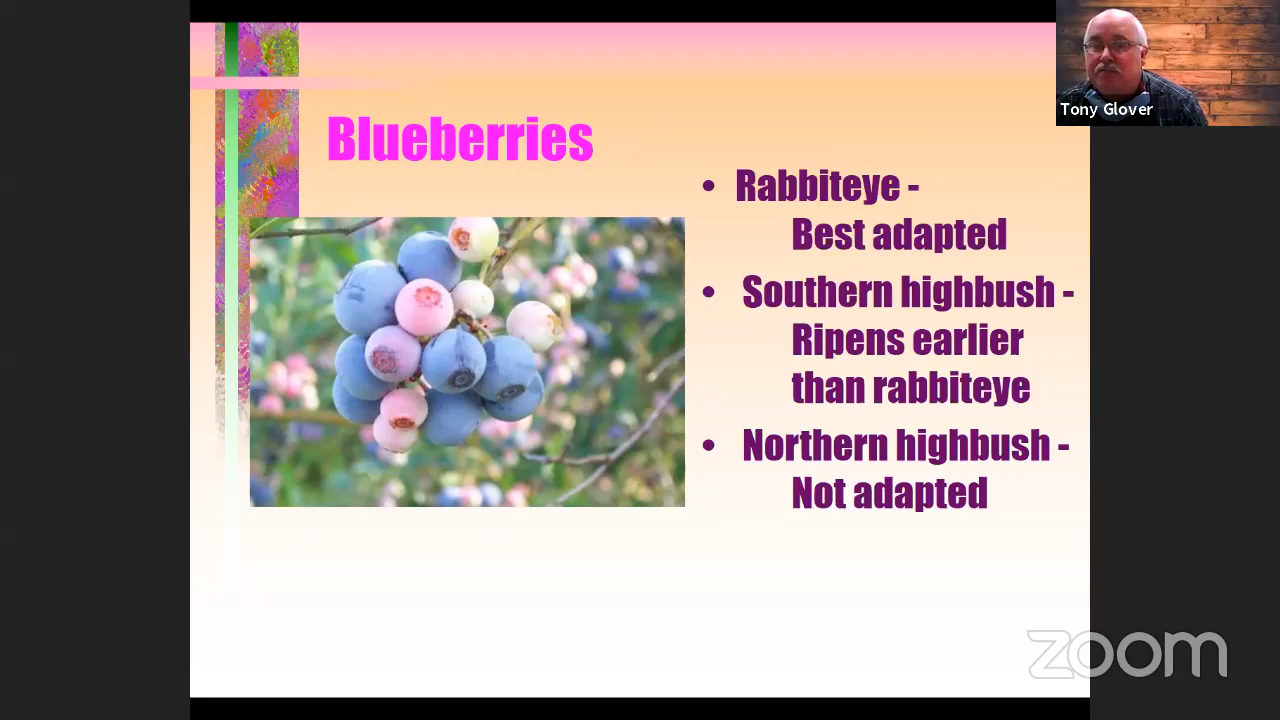 Tony Glover
Blueberries
• Rabbiteye -
Best adapted
• Southern highbush -
Ripens earlier
than rabbiteye
• Northern highbush -
Not adapted
zoom